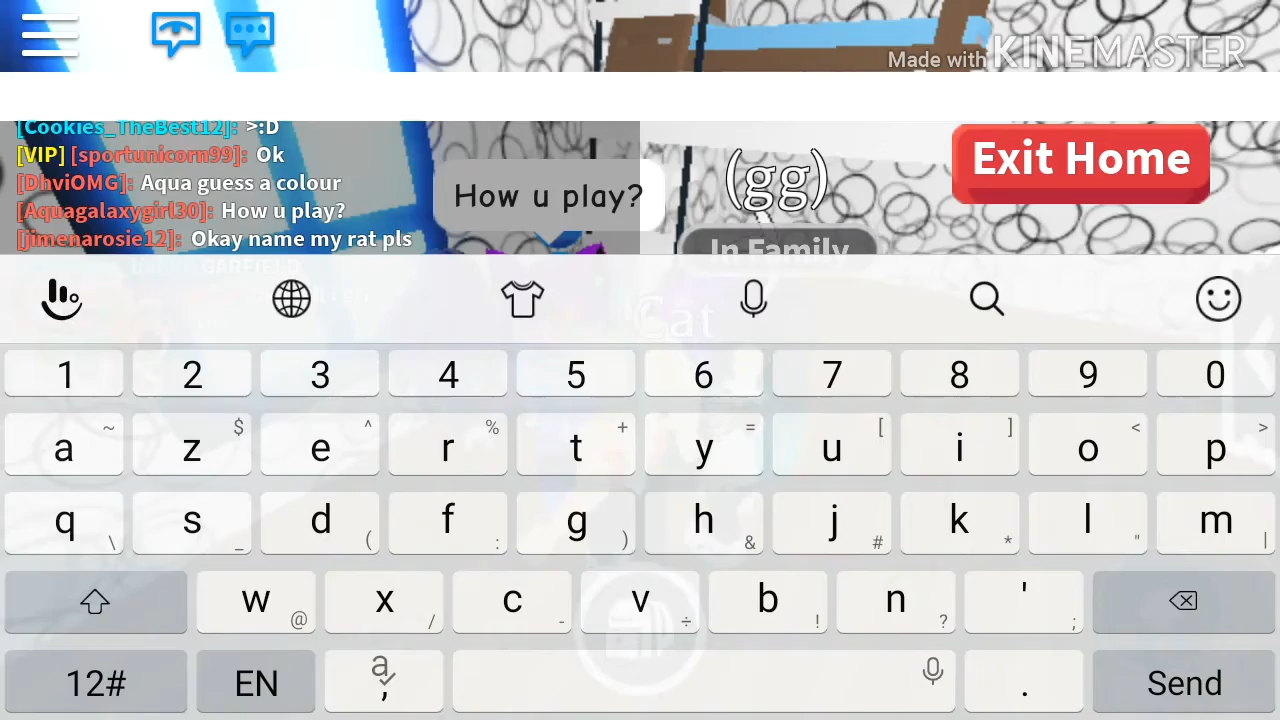 Made with KINEMASTER
[Cookies_TheBest12]: >:D
[VIP] [sportunicorn99]: Ok
[DhviOMG]: Aqua guess a colour
[Aquagalaxygirl30]: How u play?
[jimenarosie12]: Okay name my rat pls
How u play?
(gg)
In Family
Exit Home
GARFIELD
Cat
1 2 3 4 5 6 7 8 9 0
a ~ z $ e ^ r % t + y = u [ i ] o < p >
q \ s _ d ( f : g ) h & j # k * l " m |
w @ x / c - v ÷ b ! n ? ' ;
12# EN a , . Send